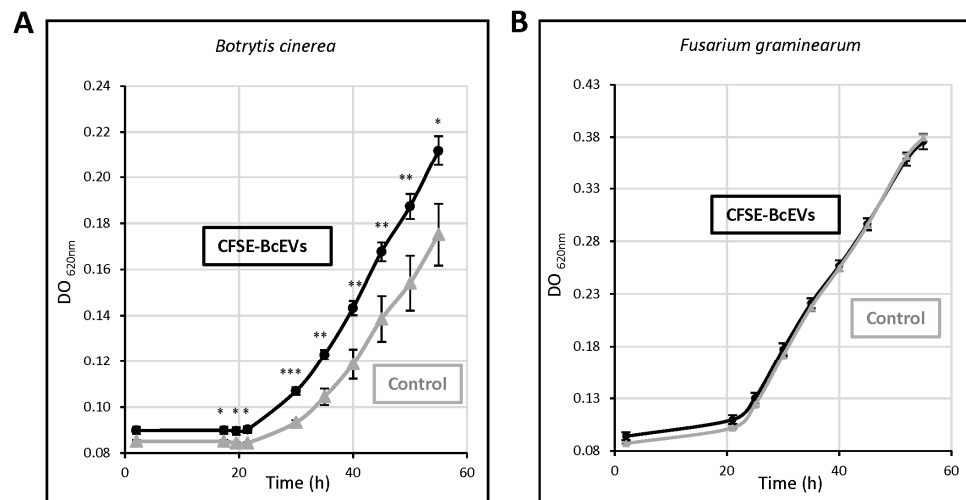 A
Botrytis cinerea
0.24
0.22
0.20
0.18
0.16
0.14
0.12
0.10
0.08
DO 620nm
0
20
40
60
Time (h)
CFSE-BcEVs
Control
* * * *** ** ** ** ** *
B
Fusarium graminearum
0.43
0.38
0.33
0.28
0.23
0.18
0.13
0.08
DO 620nm
0
20
40
60
Time (h)
CFSE-BcEVs
Control